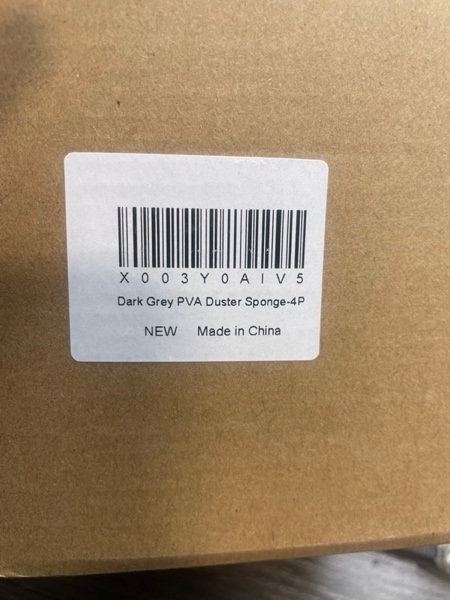 X003Y0AIV5
Dark Grey PVA Duster Sponge-4P
NEW Made in China